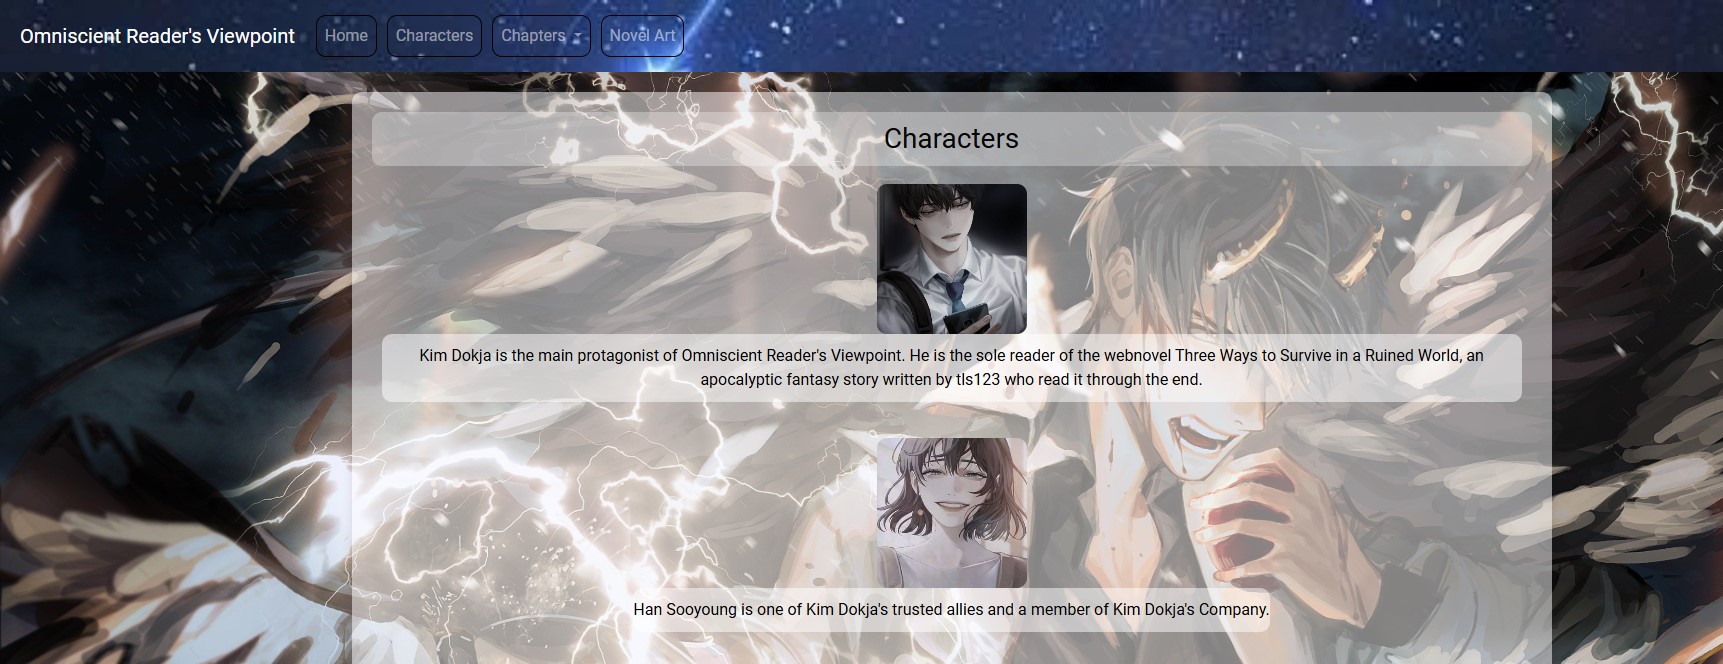 Omniscient Reader's Viewpoint Home Characters Chapters Novel Art
Characters
Kim Dokja is the main protagonist of Omniscient Reader's Viewpoint. He is the sole reader of the webnovel Three Ways to Survive in a Ruined World, an
apocalyptic fantasy story written by tls123 who read it through the end.
Han Sooyoung is one of Kim Dokja's trusted allies and a member of Kim Dokja's Company.